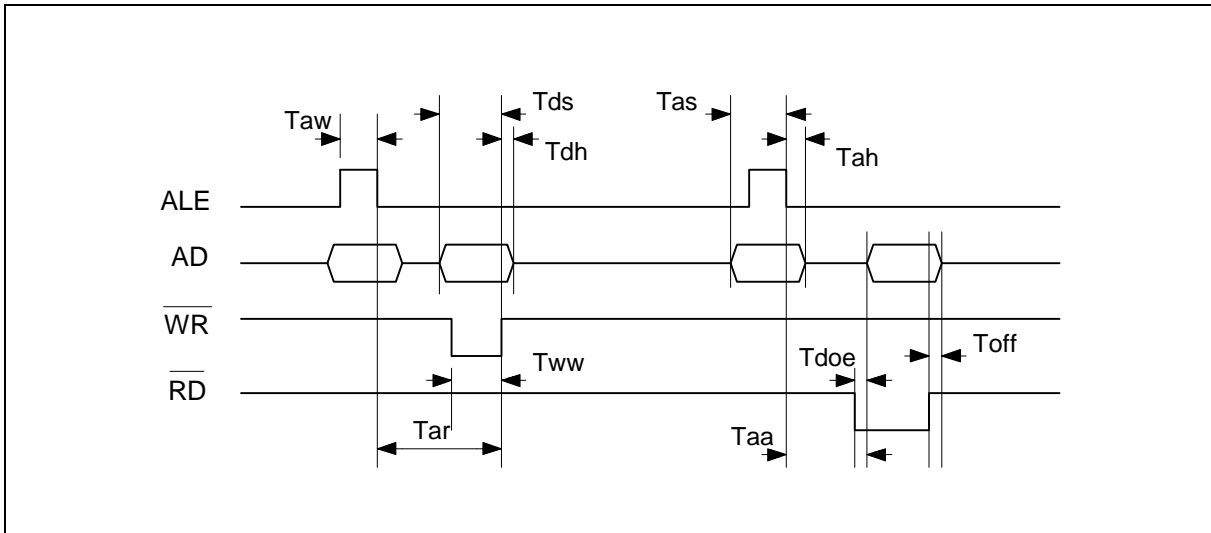 Taw
Tds
Tdh
Tas
Tah
ALE
AD
WR
Tww
Tdoe
Toff
RD
Tar
Taa